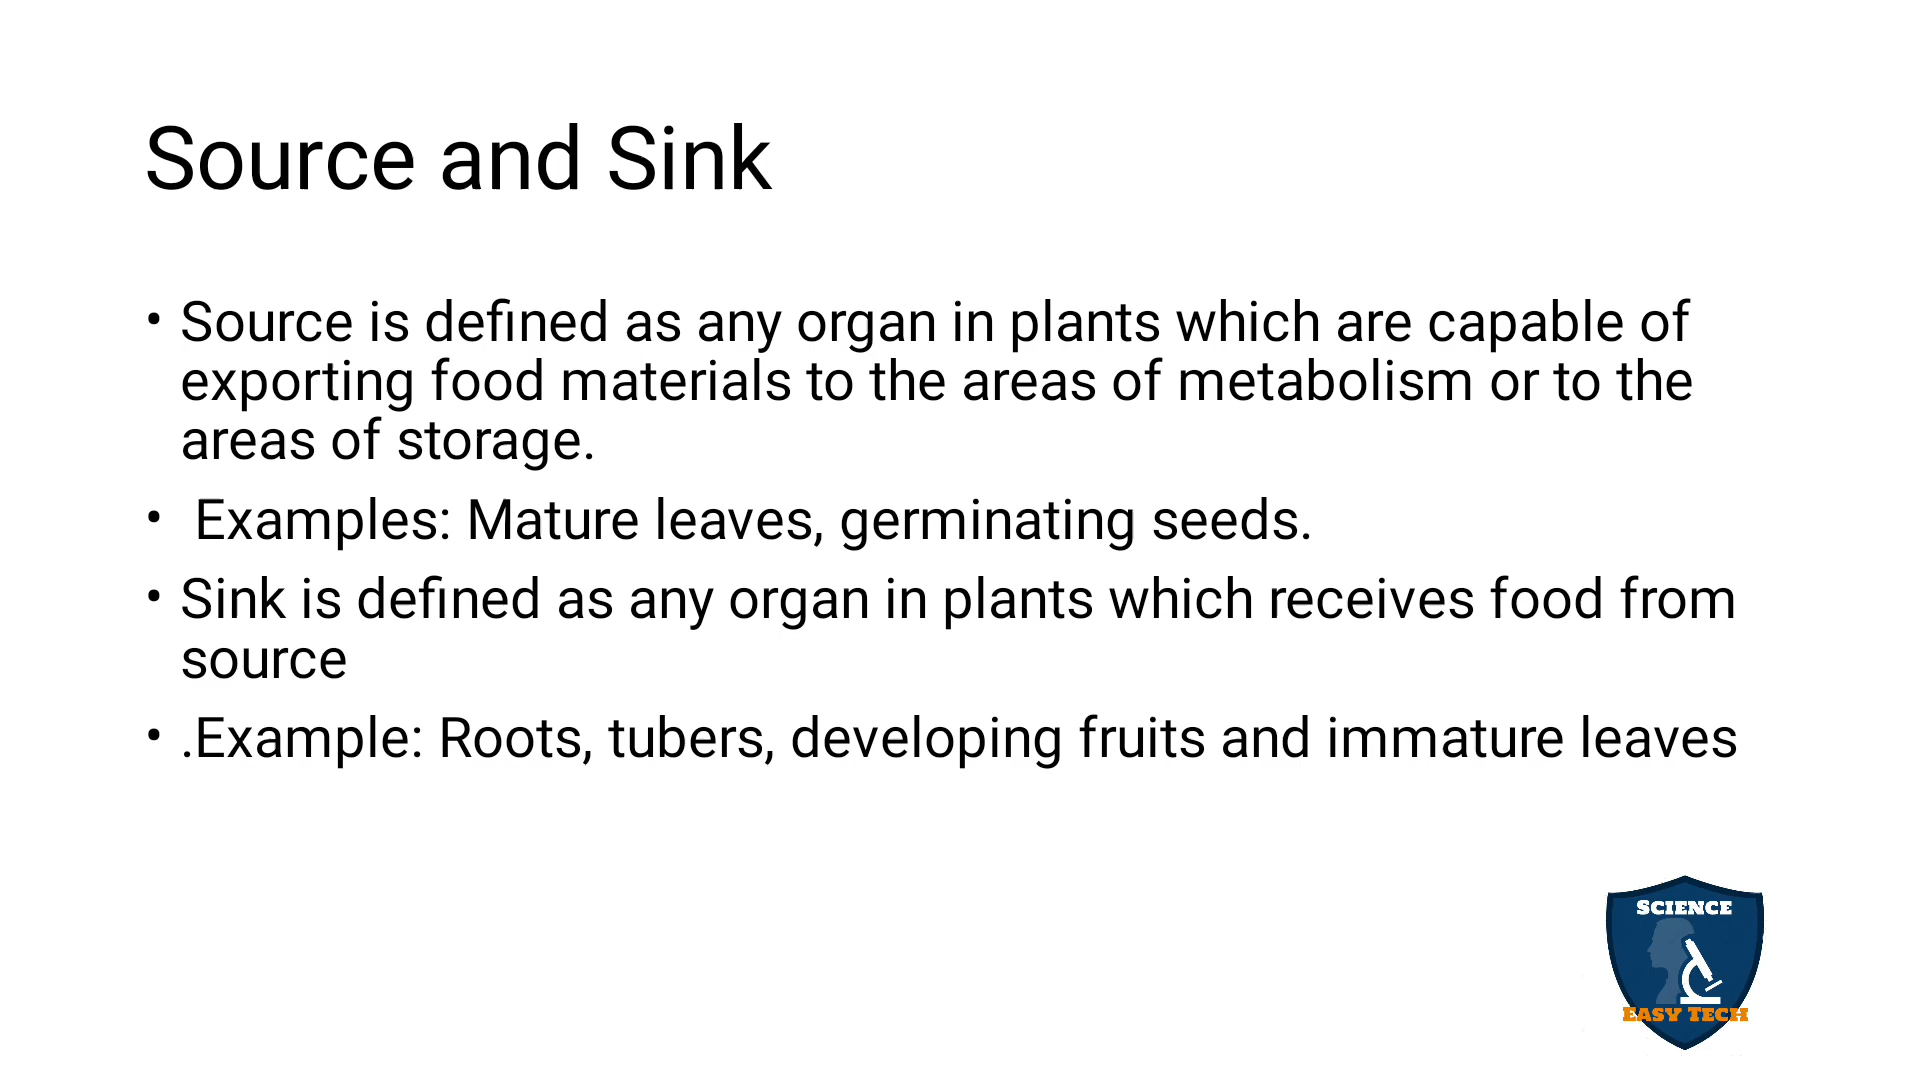 Source and Sink
• Source is defined as any organ in plants which are capable of
exporting food materials to the areas of metabolism or to the
areas of storage.
• Examples: Mature leaves, germinating seeds.
• Sink is defined as any organ in plants which receives food from
source
• .Example: Roots, tubers, developing fruits and immature leaves
SCIENCE
EASY TECH